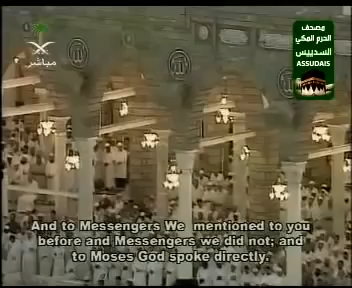 مباشر
مصحف
الحرم المكي
السديس
ASSUDAIS
And to Messengers We mentioned to you
before and Messengers we did not; and
to Moses God spoke directly.